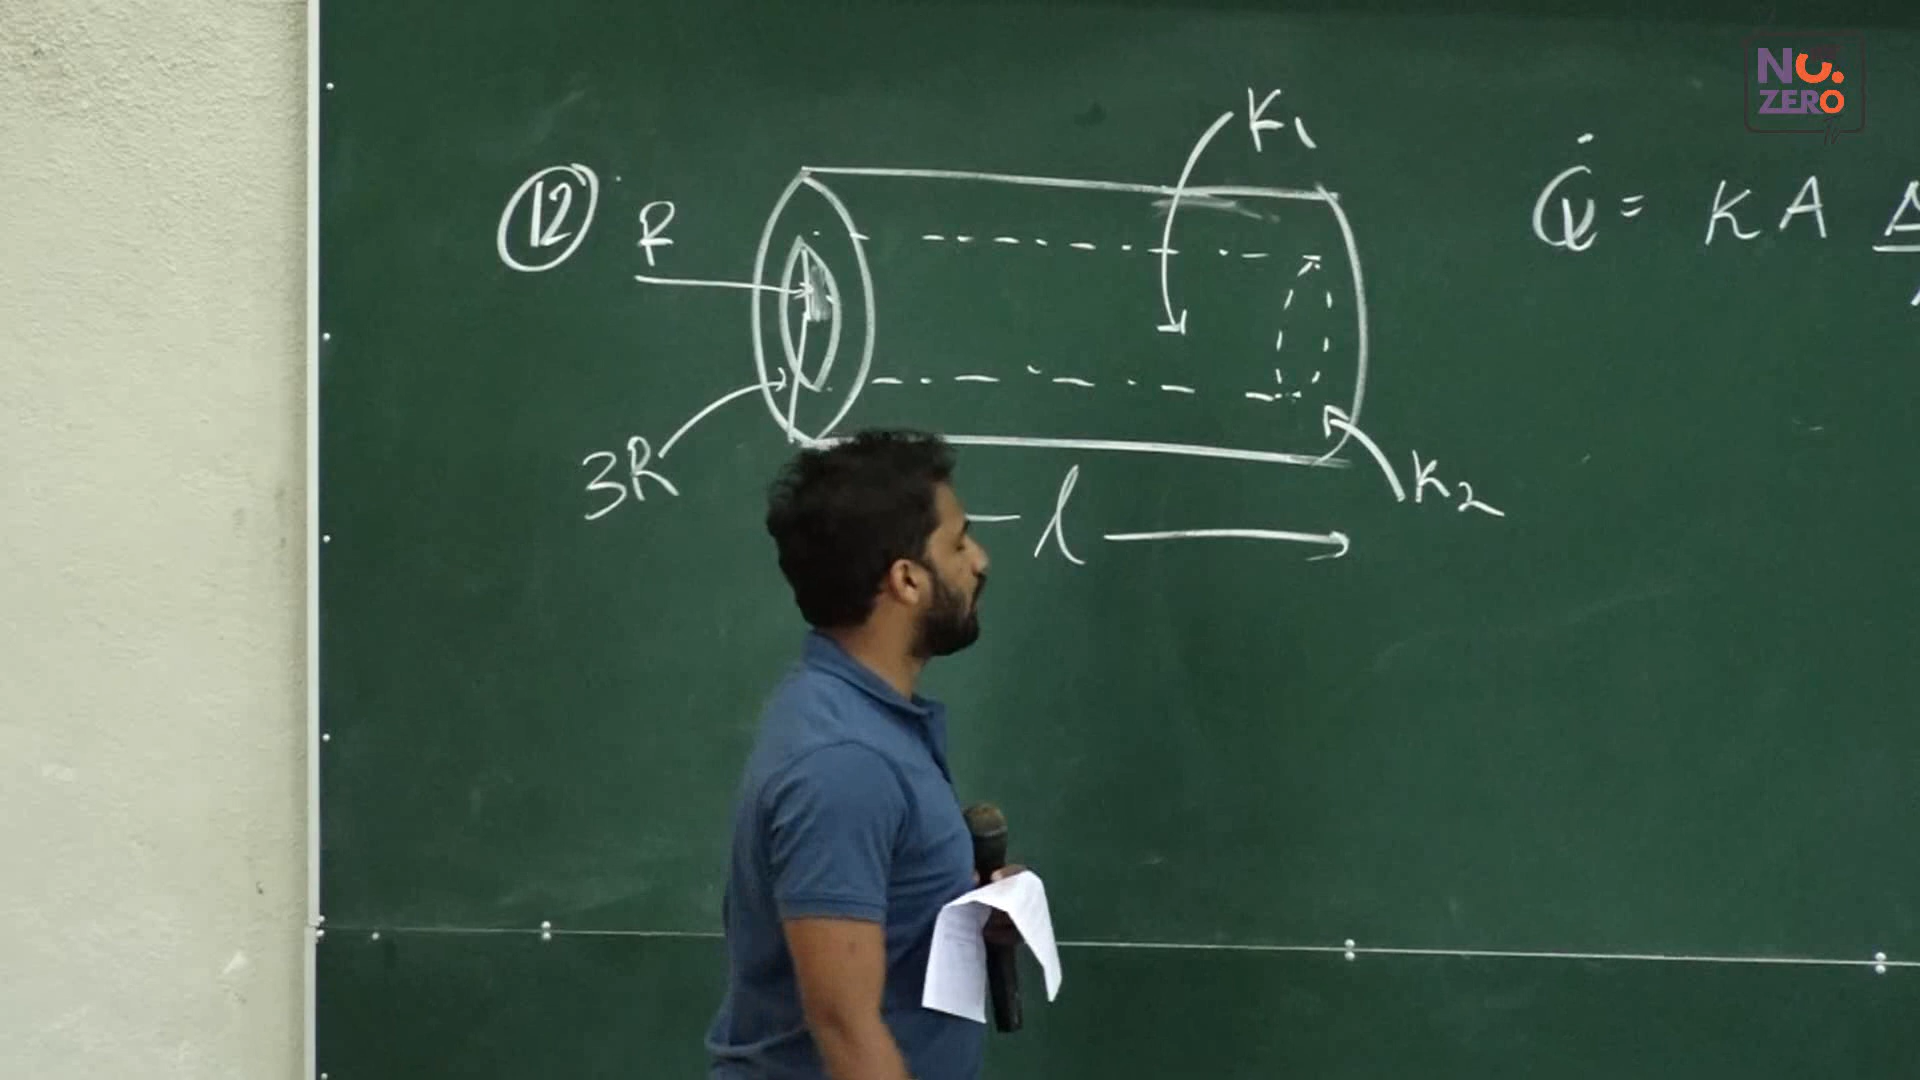 NO.
ZERO
K1
12
R
Q̇ = KA Δ
3R
K2
l